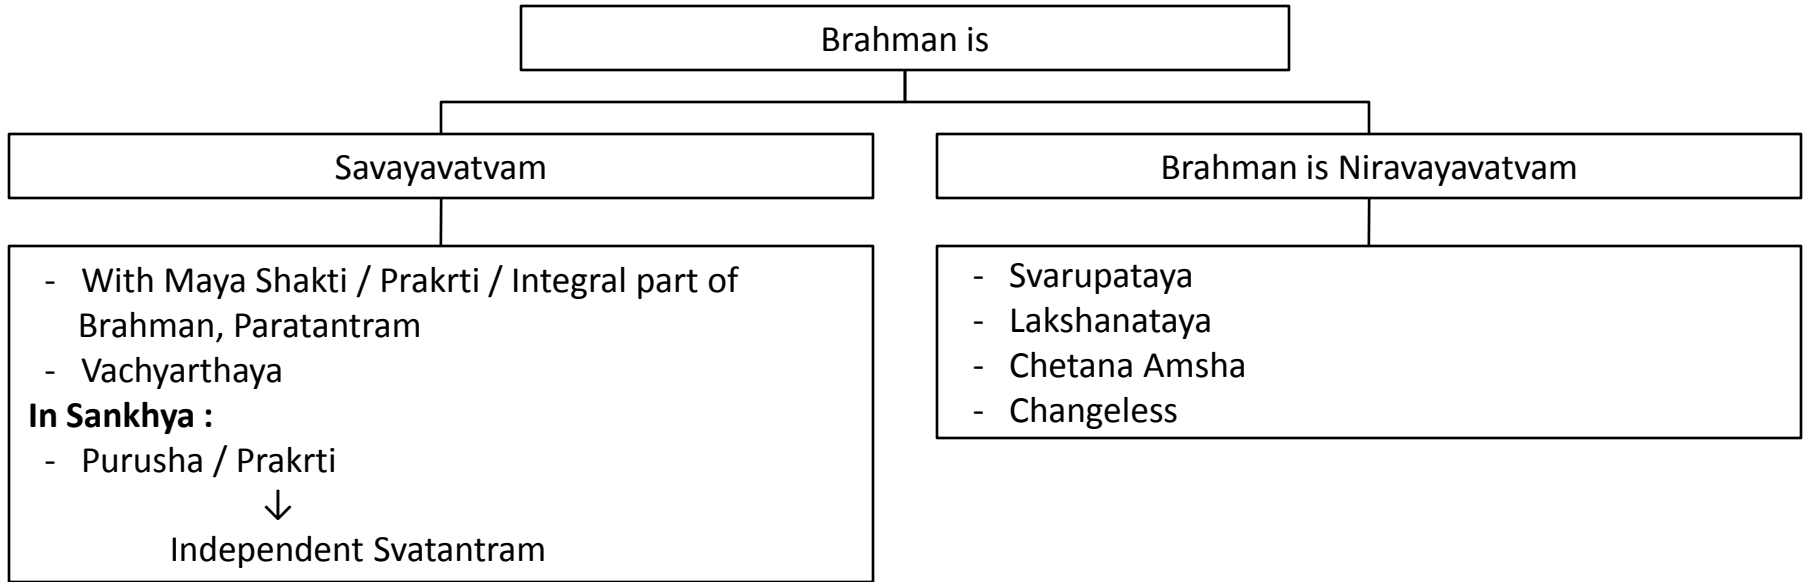 Brahman is
Savayavatvam
- With Maya Shakti / Prakrti / Integral part of
Brahman, Paratantram
- Vachyarthaya
In Sankhya :
- Purusha / Prakrti
↓
Independent Svatantram
Brahman is Niravayavatvam
- Svarupataya
- Lakshanataya
- Chetana Amsha
- Changeless